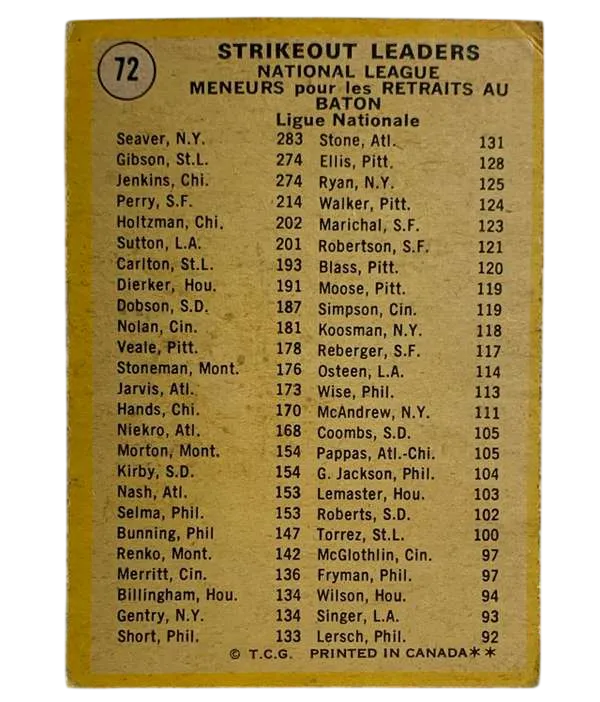 72
STRIKEOUT LEADERS
NATIONAL LEAGUE
MENEURS pour les RETRAITS AU
BATON
Ligue Nationale
Seaver, N.Y. 283
Gibson, St.L. 274
Jenkins, Chi. 274
Perry, S.F. 214
Holtzman, Chi. 202
Sutton, L.A. 201
Carlton, St.L. 193
Dierker, Hou. 191
Dobson, S.D. 187
Nolan, Cin. 181
Veale, Pitt. 178
Stoneman, Mont. 176
Jarvis, Atl. 173
Hands, Chi. 170
Niekro, Atl. 168
Morton, Mont. 154
Kirby, S.D. 154
Nash, Atl. 153
Selma, Phil. 153
Bunning, Phil 147
Renko, Mont. 142
Merritt, Cin. 136
Billingham, Hou. 134
Gentry, N.Y. 134
Short, Phil. 133
Stone, Atl. 131
Ellis, Pitt. 128
Ryan, N.Y. 125
Walker, Pitt. 124
Marichal, S.F. 123
Robertson, S.F. 121
Blass, Pitt. 120
Moose, Pitt. 119
Simpson, Cin. 119
Koosman, N.Y. 118
Reberger, S.F. 117
Osteen, L.A. 114
Wise, Phil. 113
McAndrew, N.Y. 111
Coombs, S.D. 105
Pappas, Atl.-Chi. 105
G. Jackson, Phil. 104
Lemaster, Hou. 103
Roberts, S.D. 102
Torrez, St.L. 100
McGlothlin, Cin. 97
Fryman, Phil. 97
Wilson, Hou. 94
Singer, L.A. 93
Lersch, Phil. 92
© T.C.G. PRINTED IN CANADA**